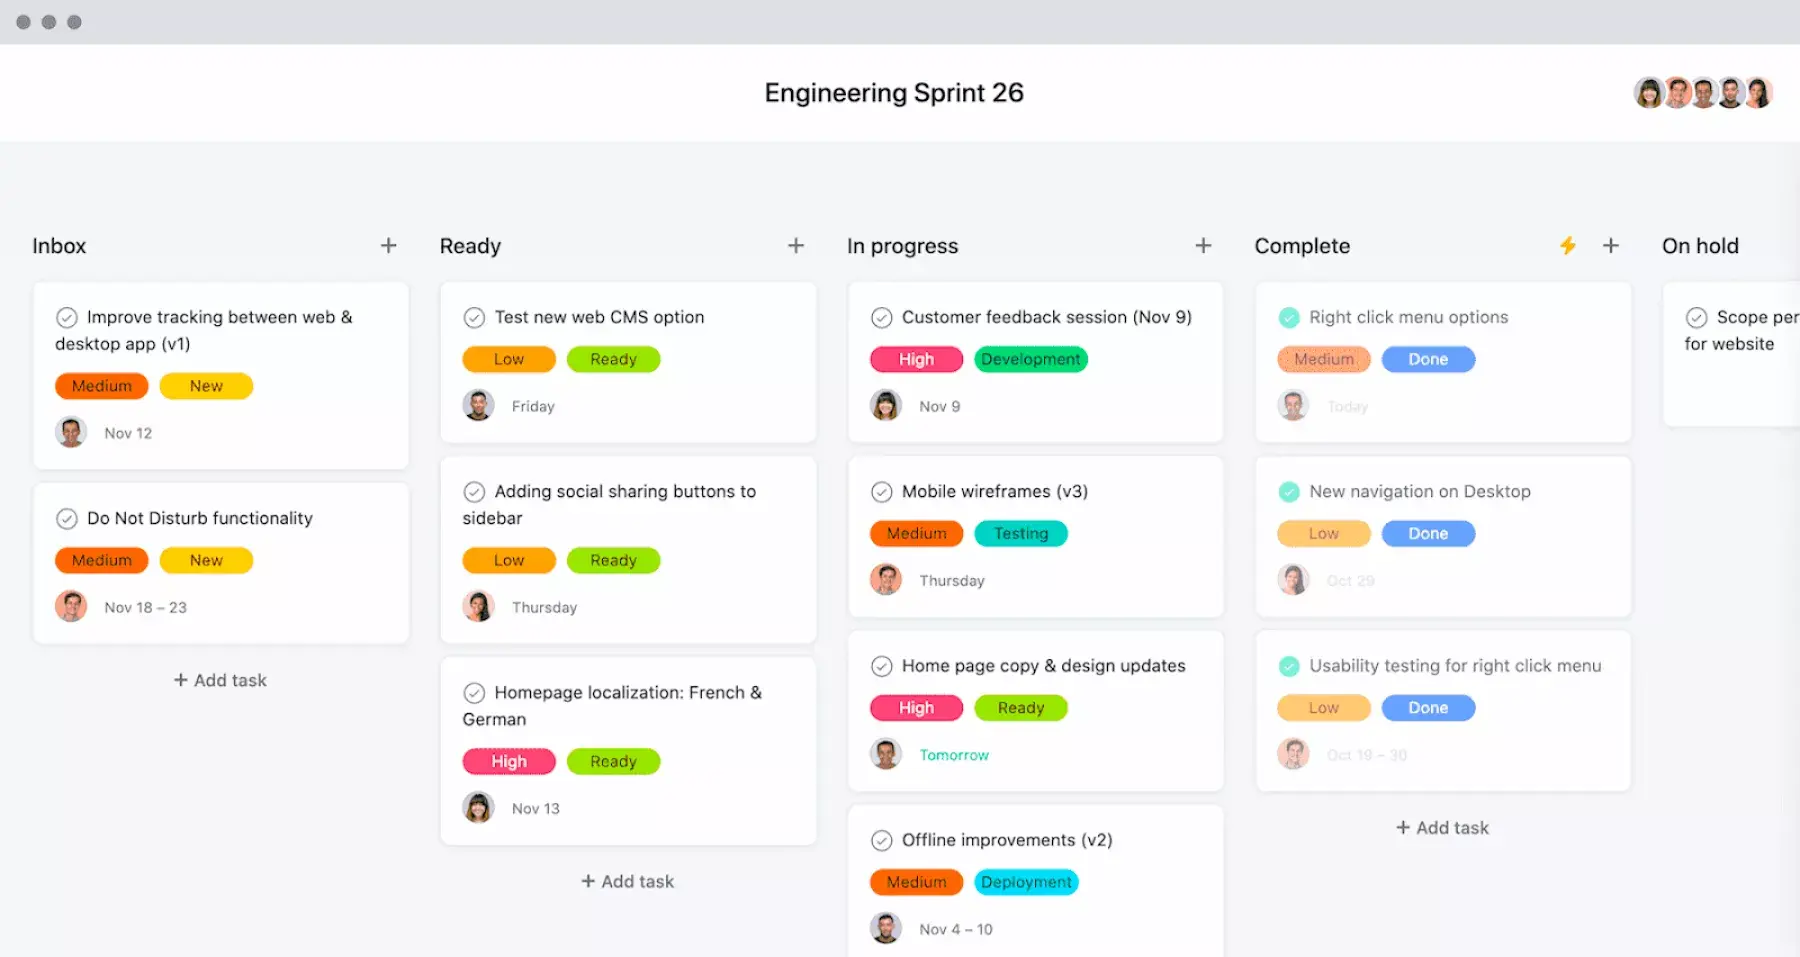 Engineering Sprint 26
Inbox
Improve tracking between web &
desktop app (v1)
Medium New
Nov 12
Do Not Disturb functionality
Medium New
Nov 18 – 23
+ Add task
Ready
Test new web CMS option
Low Ready
Friday
Adding social sharing buttons to
sidebar
Low Ready
Thursday
Homepage localization: French &
German
High Ready
Nov 13
+ Add task
In progress
Customer feedback session (Nov 9)
High Development
Nov 9
Mobile wireframes (v3)
Medium Testing
Thursday
Home page copy & design updates
High Ready
Tomorrow
Offline improvements (v2)
Medium Deployment
Nov 4 – 10
Complete
Right click menu options
Medium Done
Today
New navigation on Desktop
Low Done
Oct 29
Usability testing for right click menu
Low Done
Oct 19 – 30
+ Add task
On hold
Scope per
for website